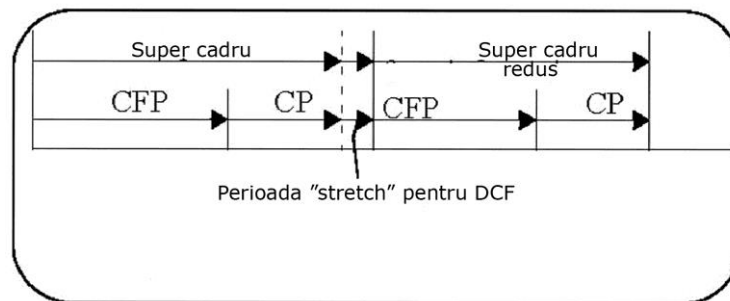 Super cadru
Super cadru
redus
CFP
CP
CFP
CP
Perioada ”stretch” pentru DCF